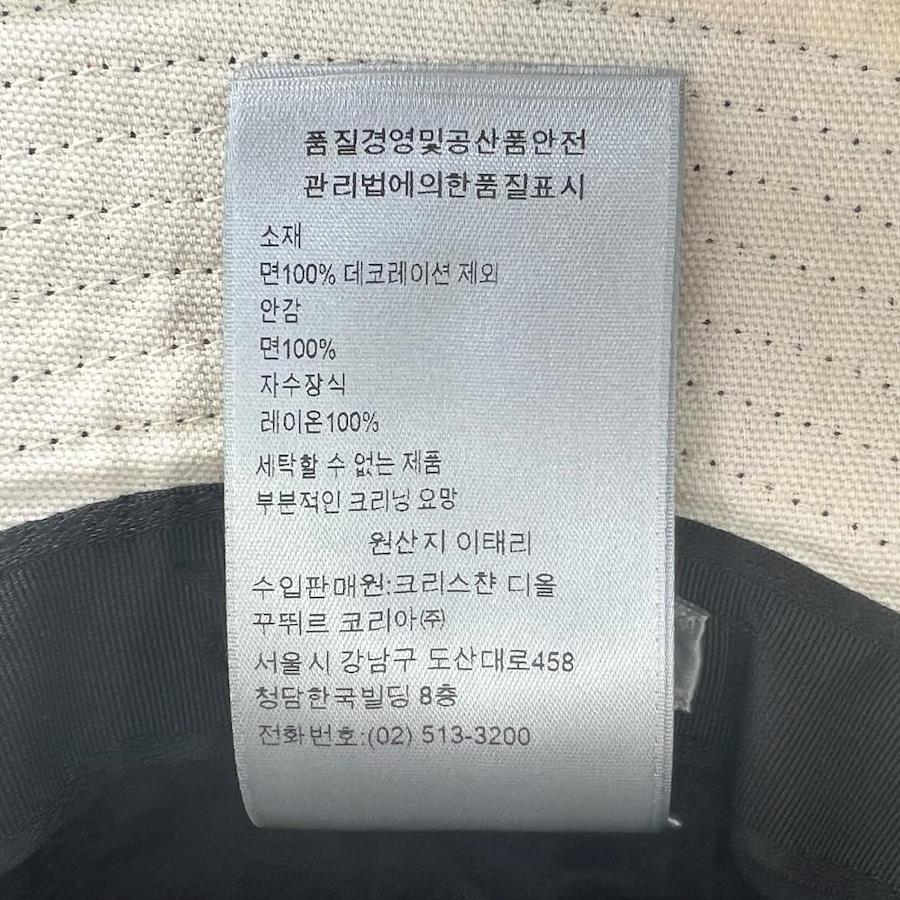 품질경영및공산품안전
관리법에의한품질표시
소재
면100% 데코레이션 제외
안감
면100%
자수장식
레이온100%
세탁할 수 없는 제품
부분적인 크리닝 요망
원산지 이태리
수입판매원:크리스챤 디올
꾸뛰르 코리아㈜
서울시 강남구 도산대로458
청담한국빌딩 8층
전화번호:(02) 513-3200